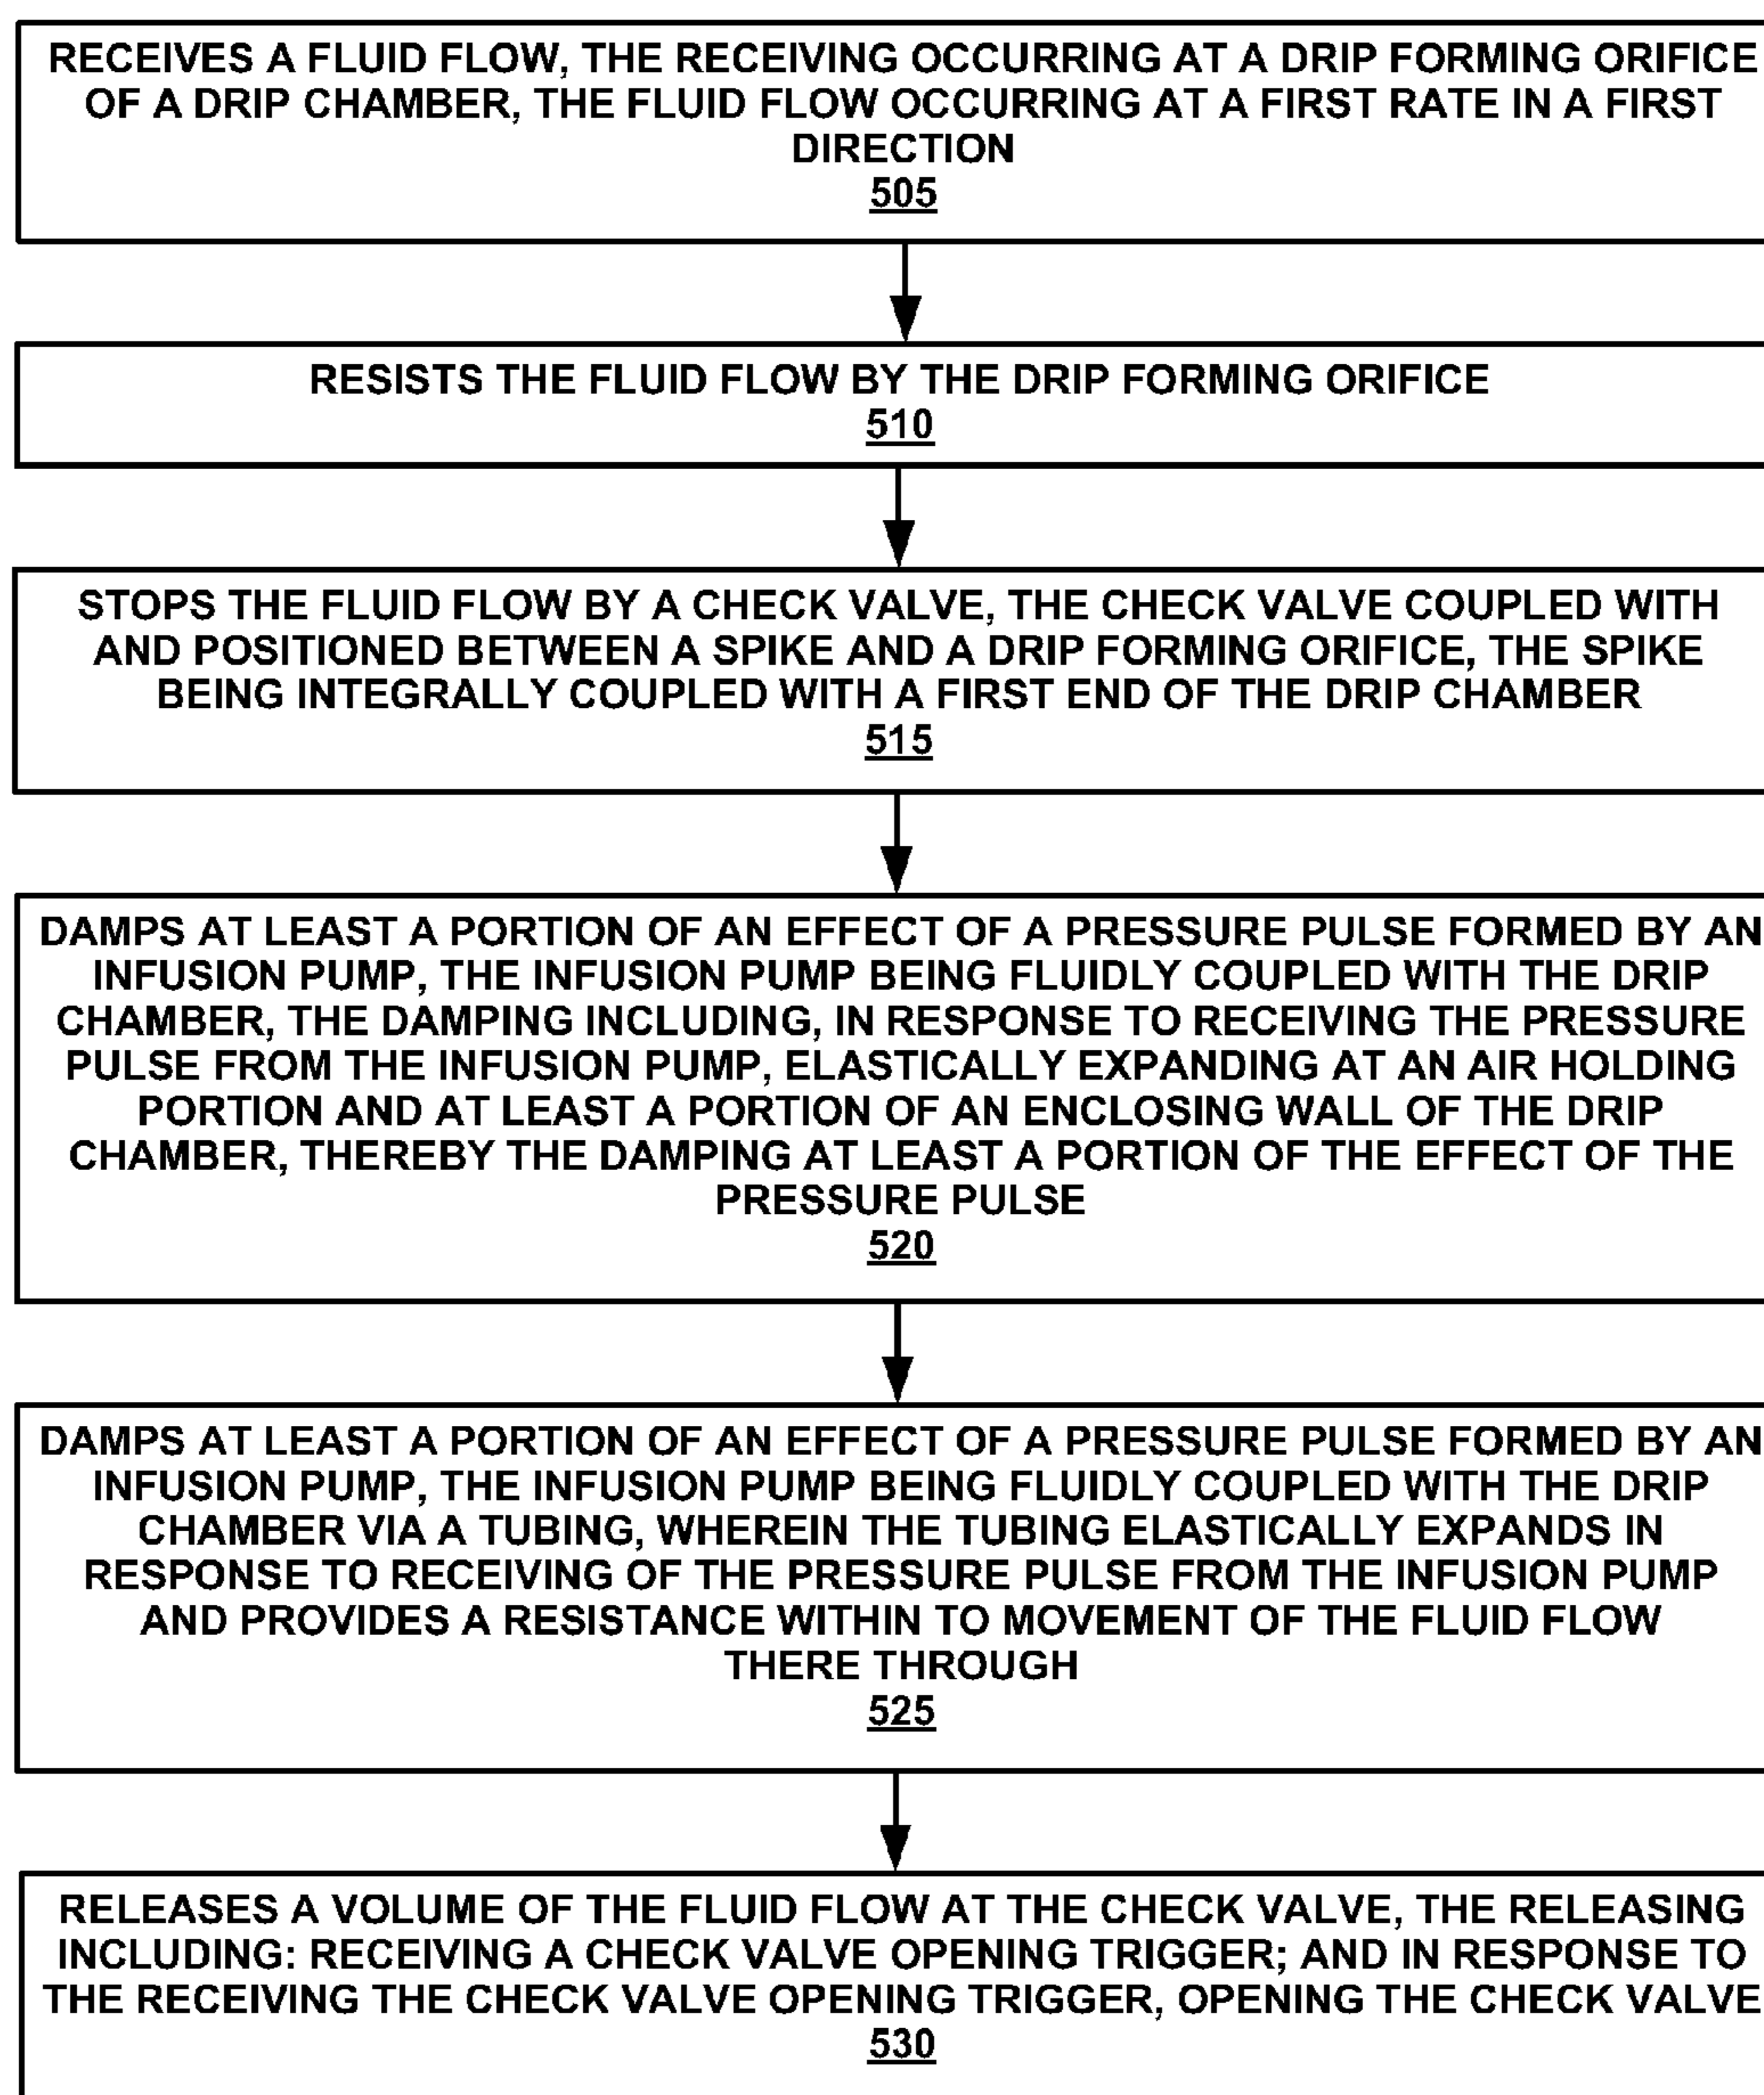 RECEIVES A FLUID FLOW, THE RECEIVING OCCURRING AT A DRIP FORMING ORIFICE
OF A DRIP CHAMBER, THE FLUID FLOW OCCURRING AT A FIRST RATE IN A FIRST
DIRECTION
505
RESISTS THE FLUID FLOW BY THE DRIP FORMING ORIFICE
510
STOPS THE FLUID FLOW BY A CHECK VALVE, THE CHECK VALVE COUPLED WITH
AND POSITIONED BETWEEN A SPIKE AND A DRIP FORMING ORIFICE, THE SPIKE
BEING INTEGRALLY COUPLED WITH A FIRST END OF THE DRIP CHAMBER
515
DAMPS AT LEAST A PORTION OF AN EFFECT OF A PRESSURE PULSE FORMED BY AN
INFUSION PUMP, THE INFUSION PUMP BEING FLUIDLY COUPLED WITH THE DRIP
CHAMBER, THE DAMPING INCLUDING, IN RESPONSE TO RECEIVING THE PRESSURE
PULSE FROM THE INFUSION PUMP, ELASTICALLY EXPANDING AT AN AIR HOLDING
PORTION AND AT LEAST A PORTION OF AN ENCLOSING WALL OF THE DRIP
CHAMBER, THEREBY THE DAMPING AT LEAST A PORTION OF THE EFFECT OF THE
PRESSURE PULSE
520
DAMPS AT LEAST A PORTION OF AN EFFECT OF A PRESSURE PULSE FORMED BY AN
INFUSION PUMP, THE INFUSION PUMP BEING FLUIDLY COUPLED WITH THE DRIP
CHAMBER VIA A TUBING, WHEREIN THE TUBING ELASTICALLY EXPANDS IN
RESPONSE TO RECEIVING OF THE PRESSURE PULSE FROM THE INFUSION PUMP
AND PROVIDES A RESISTANCE WITHIN TO MOVEMENT OF THE FLUID FLOW
THERE THROUGH
525
RELEASES A VOLUME OF THE FLUID FLOW AT THE CHECK VALVE, THE RELEASING
INCLUDING: RECEIVING A CHECK VALVE OPENING TRIGGER; AND IN RESPONSE TO
THE RECEIVING THE CHECK VALVE OPENING TRIGGER, OPENING THE CHECK VALVE
530